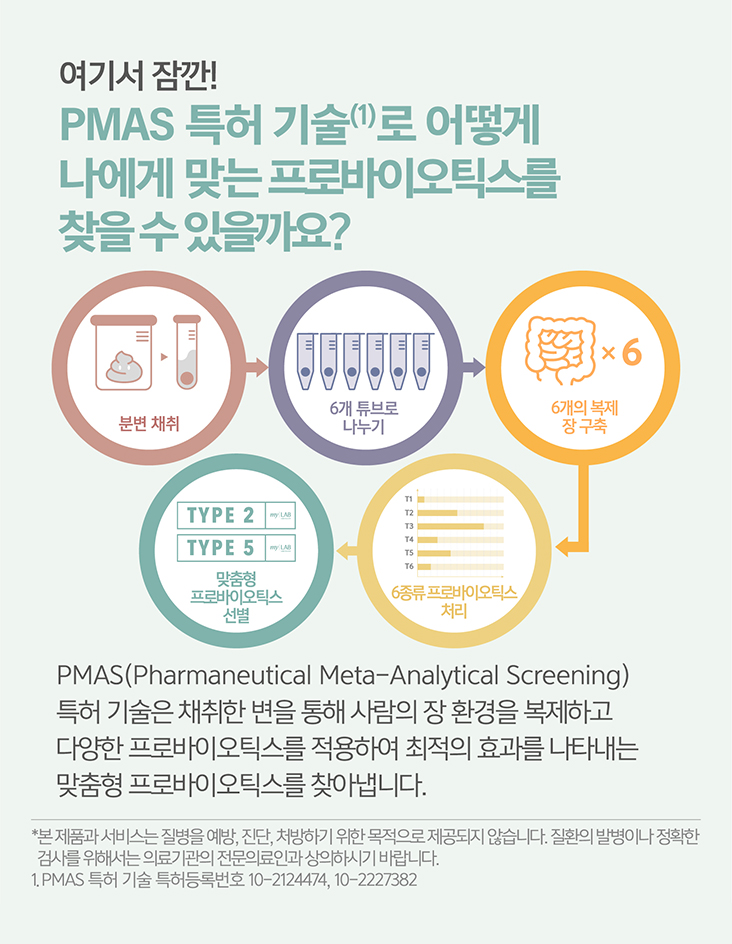 여기서 잠깐!
PMAS 특허 기술(1)로 어떻게
나에게 맞는 프로바이오틱스를
찾을 수 있을까요?
분변 채취
6개 튜브로
나누기
× 6
6개의 복제
장 구축
TYPE 2 my:LAB
TYPE 5 my:LAB
맞춤형
프로바이오틱스
선별
T1
T2
T3
T4
T5
T6
6종류 프로바이오틱스
처리
PMAS(Pharmaneutical Meta-Analytical Screening)
특허 기술은 채취한 변을 통해 사람의 장 환경을 복제하고
다양한 프로바이오틱스를 적용하여 최적의 효과를 나타내는
맞춤형 프로바이오틱스를 찾아냅니다.
*본 제품과 서비스는 질병을 예방, 진단, 처방하기 위한 목적으로 제공되지 않습니다. 질환의 발병이나 정확한
검사를 위해서는 의료기관의 전문의료인과 상의하시기 바랍니다.
1. PMAS 특허 기술 특허등록번호 10-2124474, 10-2227382